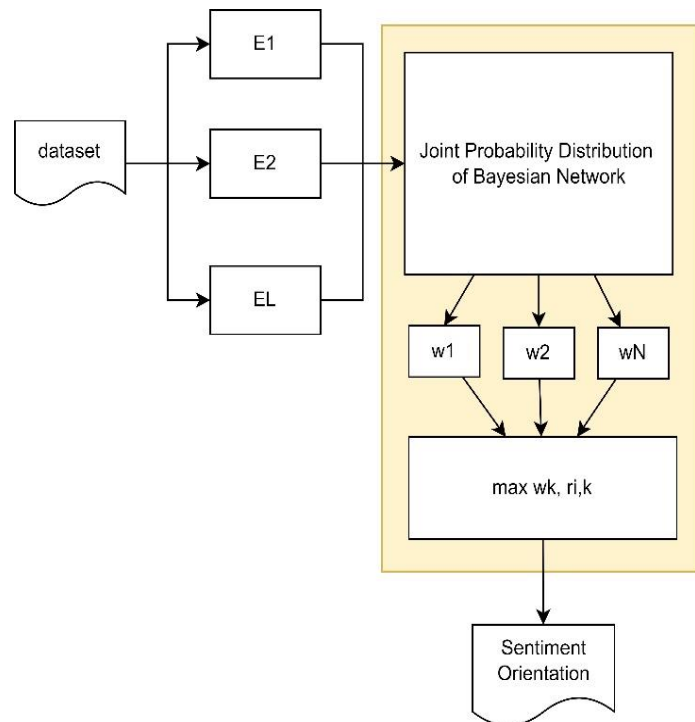 E1
dataset
E2
EL
Joint Probability Distribution
of Bayesian Network
w1
w2
wN
max wk, ri,k
Sentiment
Orientation